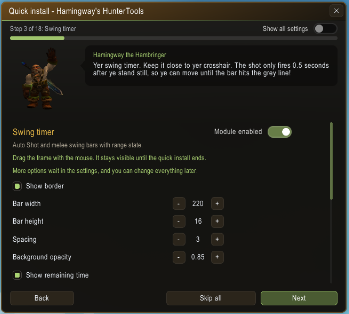 Quick install - Hamingway's HunterTools
Step 3 of 18: Swing timer
Show all settings
Hamingway the Hambringer
Yer swing timer. Keep it close to yer crosshair. The shot only fires 0.5 seconds
after ye stand still, so ye can move until the bar hits the grey line!
Swing timer
Module enabled
Auto Shot and melee swing bars with range state
Drag the frame with the mouse. It stays visible until the quick install ends.
More options wait in the settings, and you can change everything later
Show border
Bar width - 220 +
Bar height - 16 +
Spacing - 3 +
Background opacity - 0.85 +
Show remaining time
Back
Skip all
Next